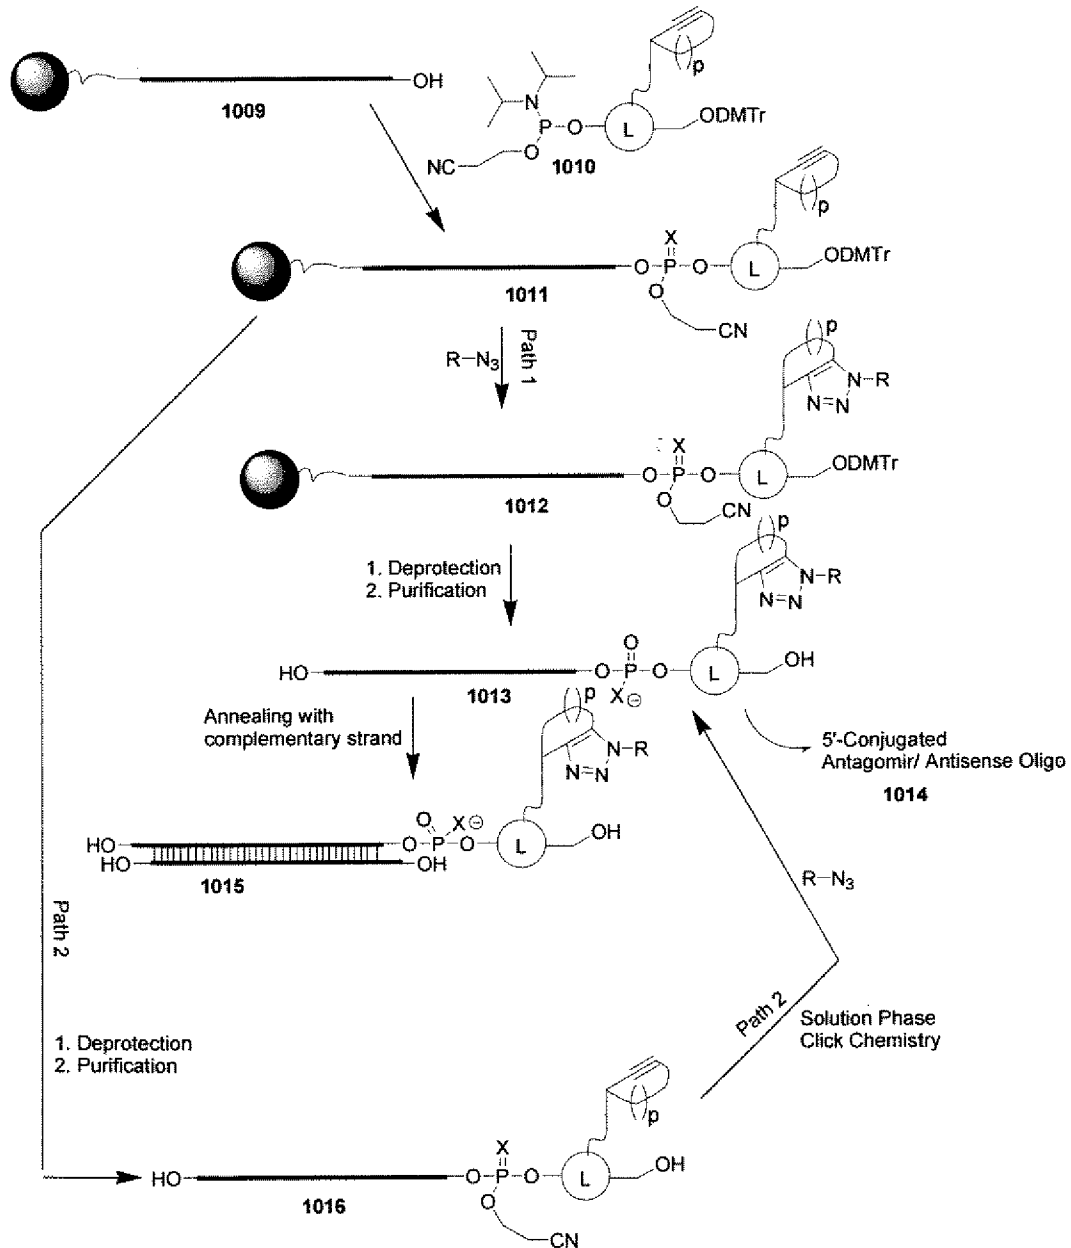 OH
1009
N
P
O
L
ODMTr
O
NC
1010
p
X
O
P
O
L
ODMTr
O
CN
1011
p
R–N3
Path 1
p
N–R
N=N
X
O
P
O
L
ODMTr
O
CN
1012
1. Deprotection
2. Purification
p
N–R
N=N
O
HO
O
P
O
L
OH
X⊖
1013
Annealing with
complementary strand
5'-Conjugated
Antagomir/ Antisense Oligo
1014
p
N–R
N=N
O
X⊖
HO
O
P
O
L
OH
HO
OH
1015
R–N3
Path 2
Path 2
Solution Phase
Click Chemistry
1. Deprotection
2. Purification
p
X
HO
O
P
O
L
OH
O
CN
1016